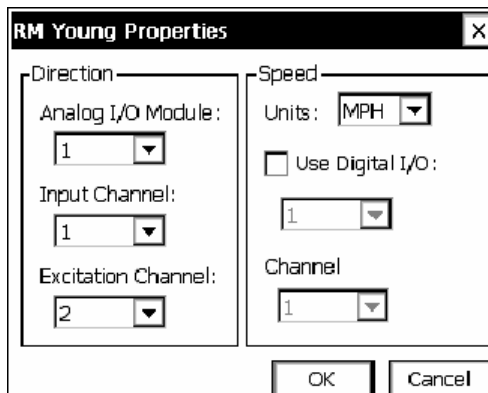 RM Young Properties X
Direction
Analog I/O Module:
1
Input Channel:
1
Excitation Channel:
2
Speed
Units: MPH
Use Digital I/O:
1
Channel
1
OK Cancel